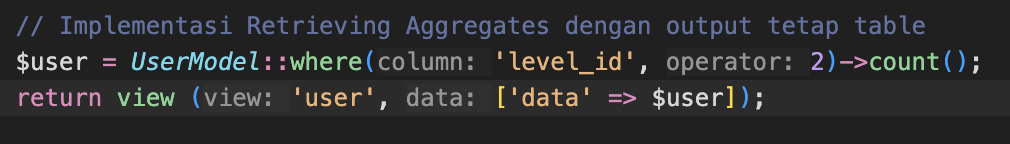 // Implementasi Retrieving Aggregates dengan output tetap table
$user = UserModel::where(column: 'level_id', operator: 2)->count();
return view (view: 'user', data: ['data' => $user]);